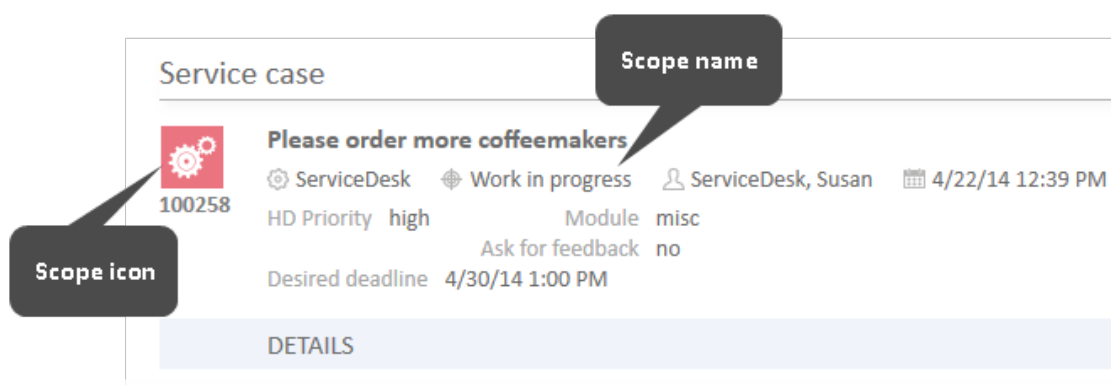 Scope name
Service case
Please order more coffeemakers
ServiceDesk Work in progress ServiceDesk, Susan 4/22/14 12:39 PM
100258
HD Priority high Module misc
Ask for feedback no
Scope icon
Desired deadline 4/30/14 1:00 PM
DETAILS